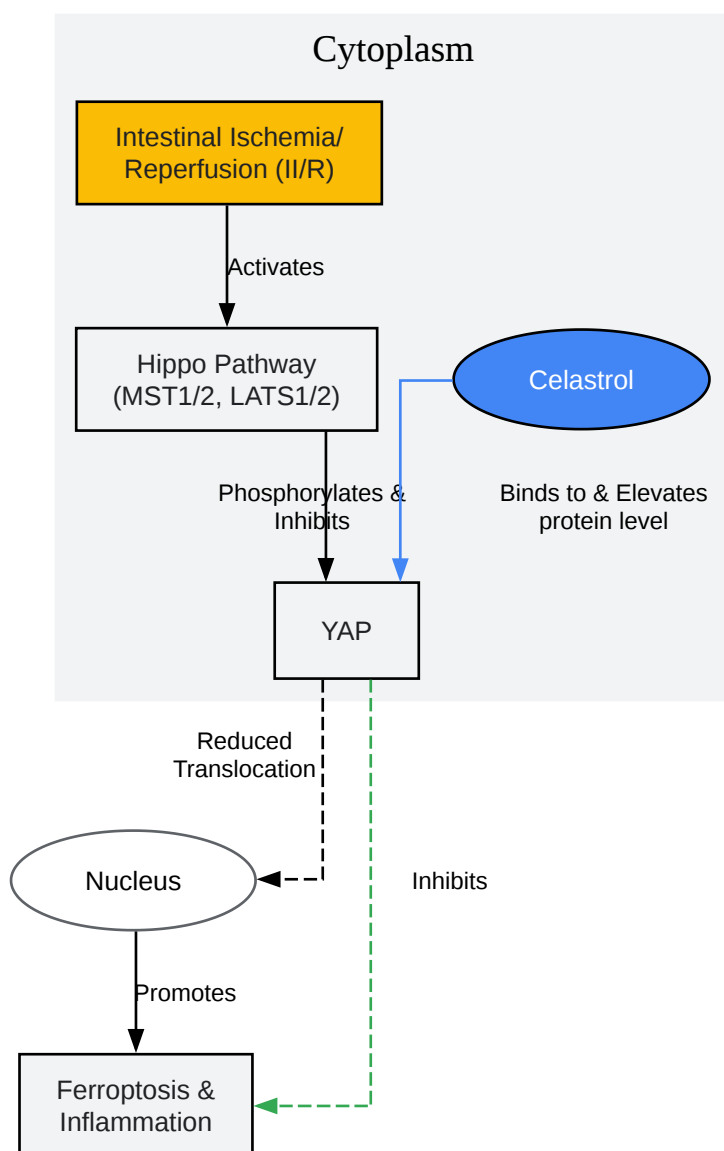 Cytoplasm
Intestinal Ischemia/
Reperfusion (II/R)
Activates
Hippo Pathway
(MST1/2, LATS1/2)
Celastrol
Phosphorylates &
Inhibits
Binds to & Elevates
protein level
YAP
Reduced
Translocation
Nucleus
Inhibits
Promotes
Ferroptosis &
Inflammation